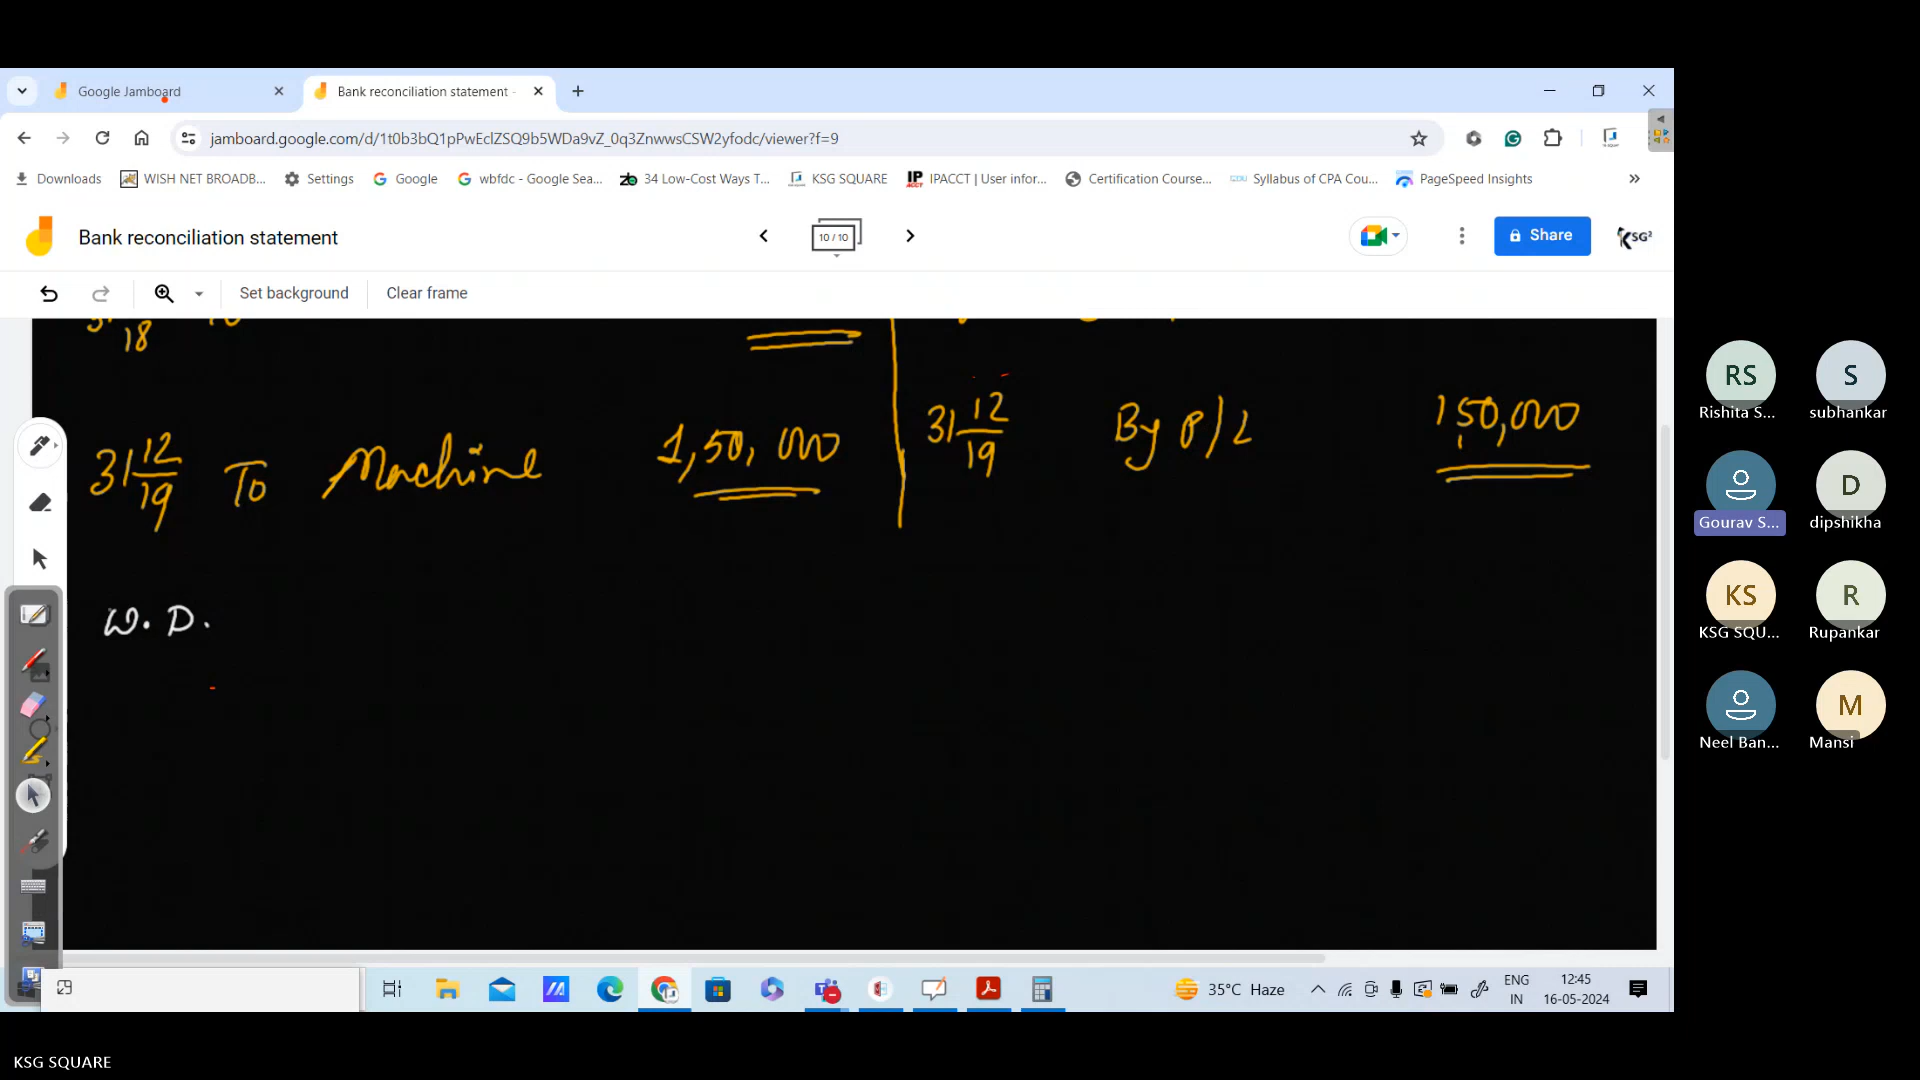 Google Jamboard
Bank reconciliation statement -
jamboard.google.com/d/1t0b3bQ1pPwEclZSQ9b5WDa9vZ_0q3ZnwwsCSW2yfodc/viewer?f=9
Downloads WISH NET BROADB... Settings Google wbfdc - Google Sea... 34 Low-Cost Ways T... KSG SQUARE IPACCT | User infor... Certification Course... Syllabus of CPA Cou... PageSpeed Insights
Bank reconciliation statement
10 / 10
Share
KSG²
Set background Clear frame
18
31 12/19 To Machine 1,50,000 31 12/19 By P/L 1,50,000
W. D.
RS
Rishita S...
S
subhankar
Gourav S...
D
dipshikha
KS
KSG SQU...
R
Rupankar
Neel Ban...
M
Mansi
35°C Haze
ENG
IN
12:45
16-05-2024
KSG SQUARE